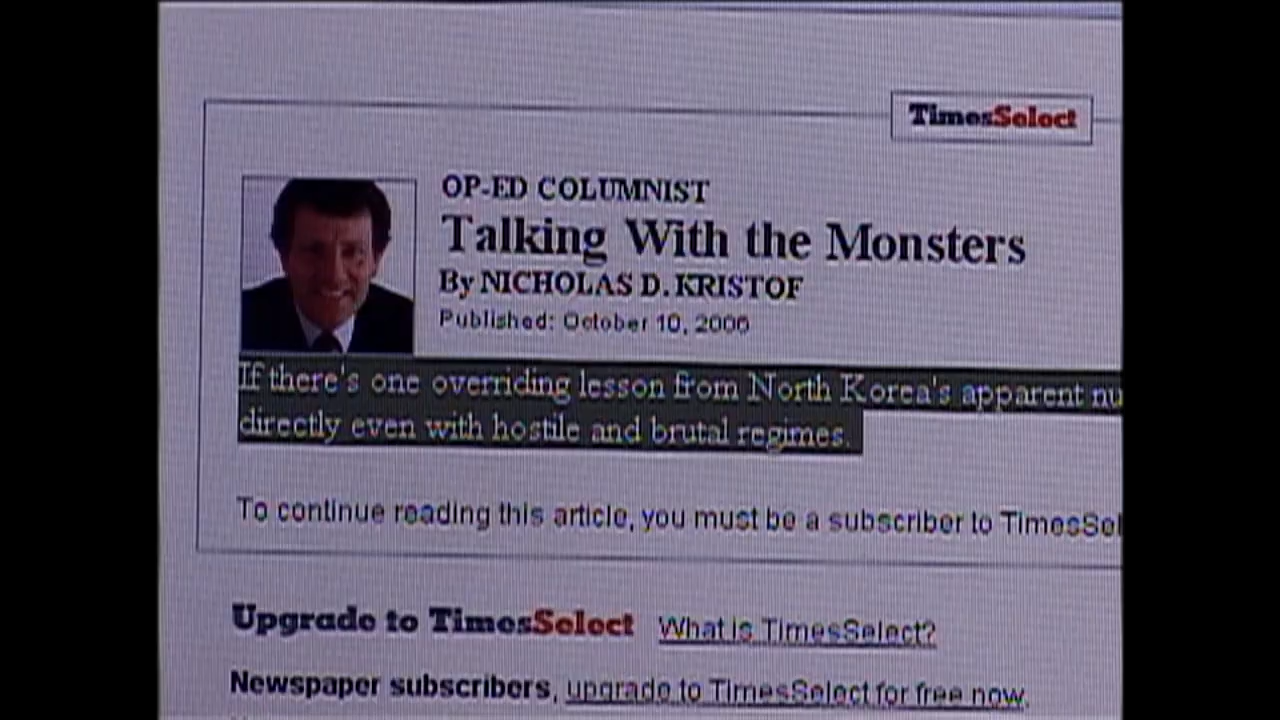 TimesSelect
OP-ED COLUMNIST
Talking With the Monsters
By NICHOLAS D. KRISTOF
Published: October 10, 2006
If there's one overriding lesson from North Korea's apparent nu
directly even with hostile and brutal regimes.
To continue reading this article, you must be a subscriber to TimesSel
Upgrade to TimesSelect What is TimesSelect?
Newspaper subscribers, upgrade to TimesSelect for free now.